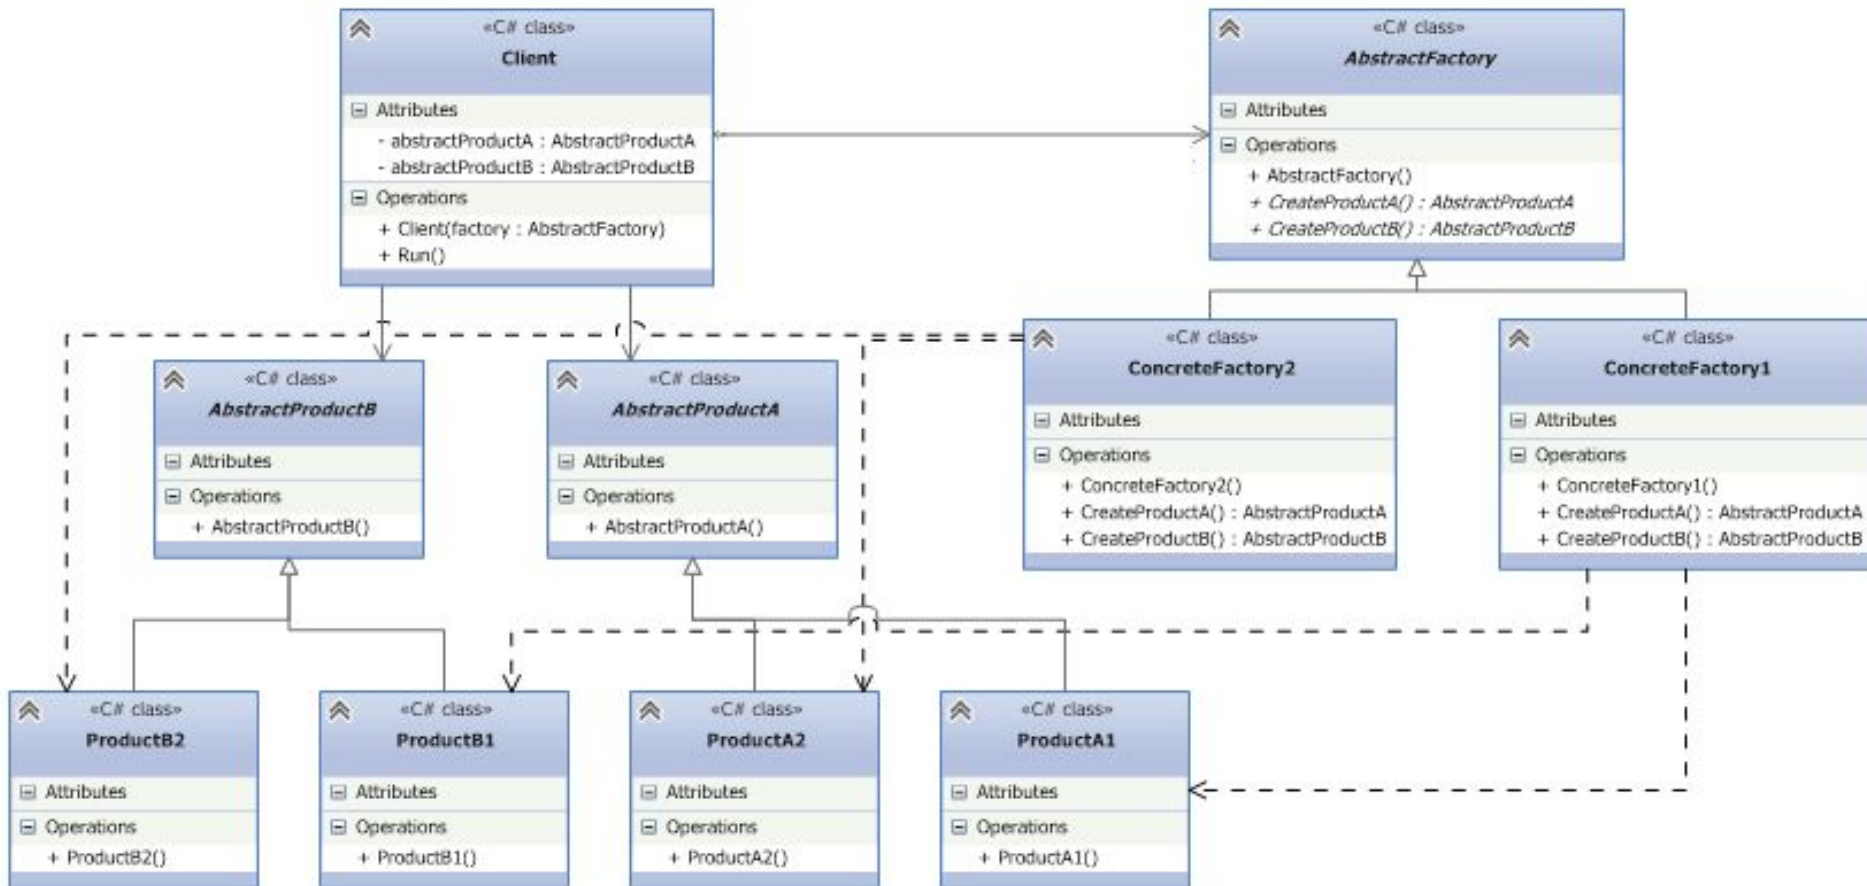 «C# class»
Client
Attributes
- abstractProductA : AbstractProductA
- abstractProductB : AbstractProductB
Operations
+ Client(factory : AbstractFactory)
+ Run()
«C# class»
AbstractFactory
Attributes
Operations
+ AbstractFactory()
+ CreateProductA() : AbstractProductA
+ CreateProductB() : AbstractProductB
«C# class»
AbstractProductB
Attributes
Operations
+ AbstractProductB()
«C# class»
AbstractProductA
Attributes
Operations
+ AbstractProductA()
«C# class»
ConcreteFactory2
Attributes
Operations
+ ConcreteFactory2()
+ CreateProductA() : AbstractProductA
+ CreateProductB() : AbstractProductB
«C# class»
ConcreteFactory1
Attributes
Operations
+ ConcreteFactory1()
+ CreateProductA() : AbstractProductA
+ CreateProductB() : AbstractProductB
«C# class»
ProductB2
Attributes
Operations
+ ProductB2()
«C# class»
ProductB1
Attributes
Operations
+ ProductB1()
«C# class»
ProductA2
Attributes
Operations
+ ProductA2()
«C# class»
ProductA1
Attributes
Operations
+ ProductA1()